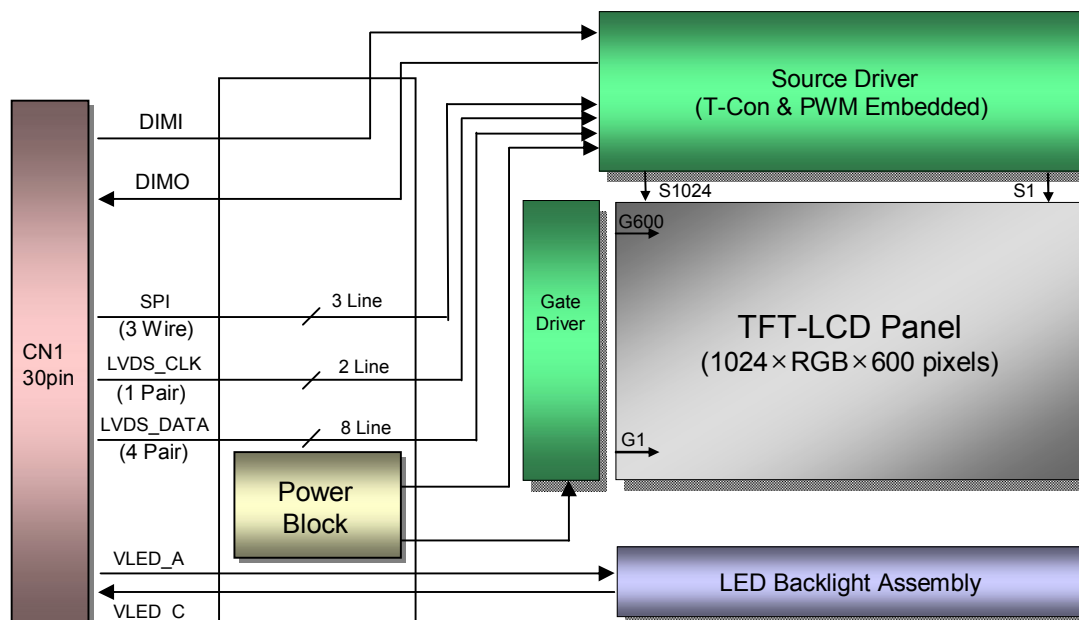 Source Driver
(T-Con & PWM Embedded)
DIMI
DIMO
S1024
S1
G600
SPI
3 Line
(3 Wire)
Gate
Driver
TFT-LCD Panel
(1024×RGB×600 pixels)
CN1
30pin
LVDS_CLK
2 Line
(1 Pair)
LVDS_DATA
8 Line
(4 Pair)
G1
Power
Block
VLED_A
LED Backlight Assembly
VLED_C